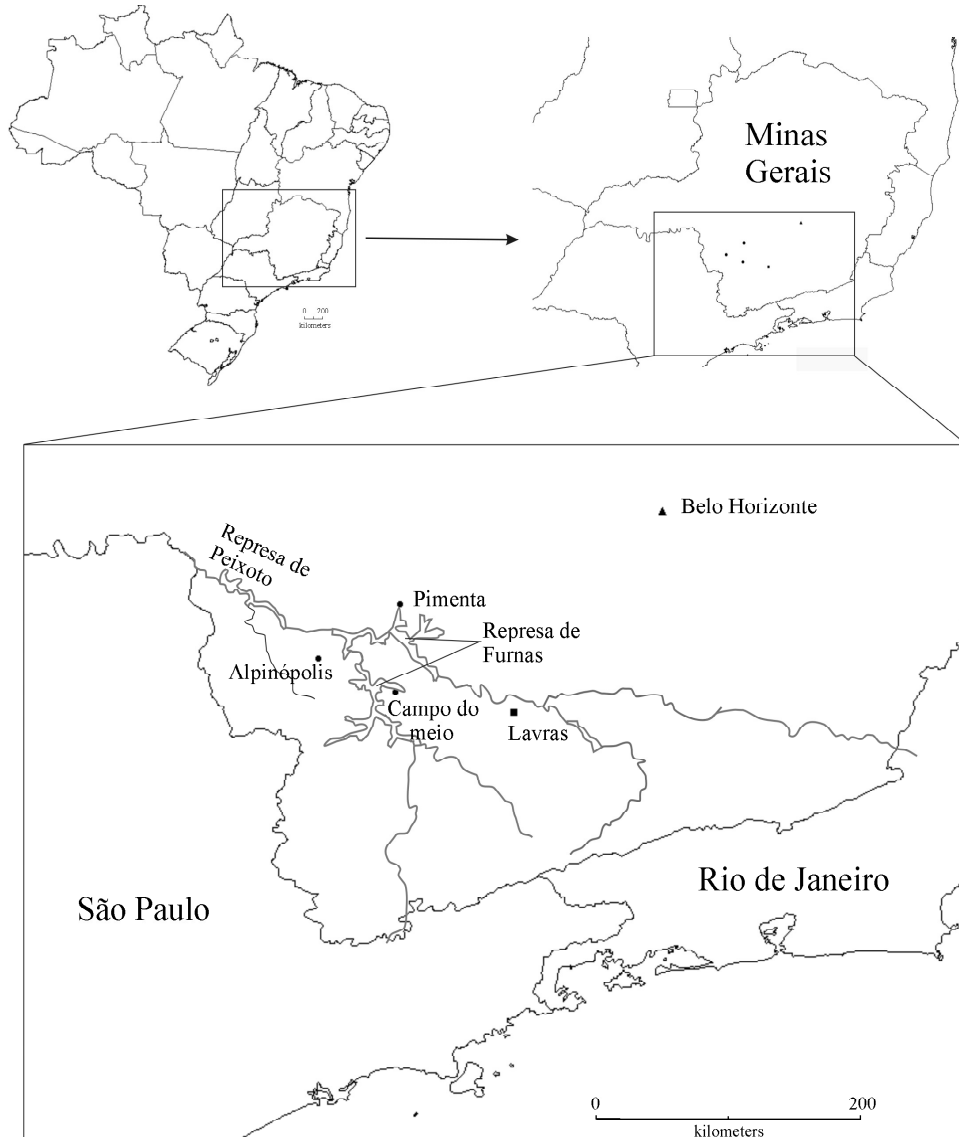 Minas
Gerais
0 200
kilometers
Belo Horizonte
Represa de
Peixoto
Pimenta
Represa de
Furnas
Alpinópolis
Campo do
meio
Lavras
Rio de Janeiro
São Paulo
0 200
kilometers